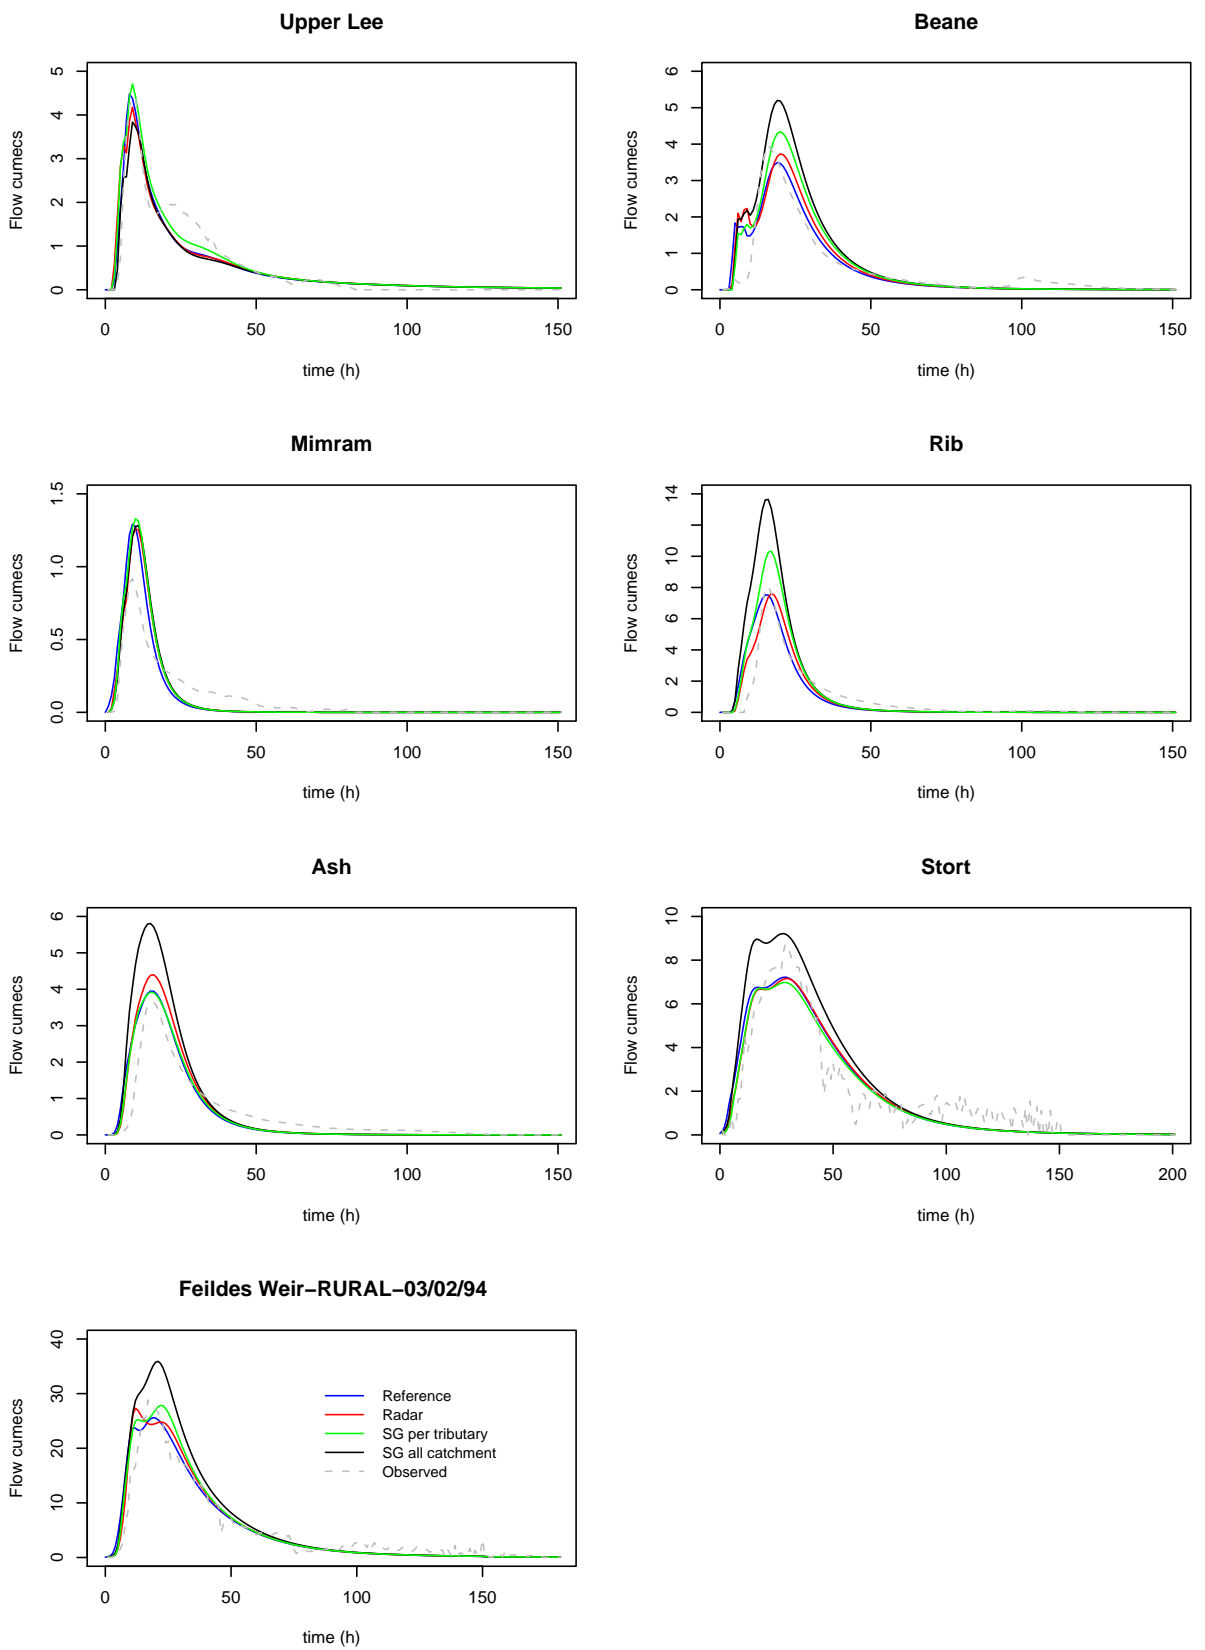 Upper Lee
Flow cumecs
0 1 2 3 4 5
0 50 100 150
time (h)
Beane
Flow cumecs
0 1 2 3 4 5 6
0 50 100 150
time (h)
Mimram
Flow cumecs
0.0 0.5 1.0 1.5
0 50 100 150
time (h)
Rib
Flow cumecs
0 2 4 6 8 10 14
0 50 100 150
time (h)
Ash
Flow cumecs
0 1 2 3 4 5 6
0 50 100 150
time (h)
Stort
Flow cumecs
0 2 4 6 8 10
0 50 100 150 200
time (h)
Feildes Weir−RURAL−03/02/94
Flow cumecs
0 10 20 30 40
Reference
Radar
SG per tributary
SG all catchment
Observed
0 50 100 150
time (h)